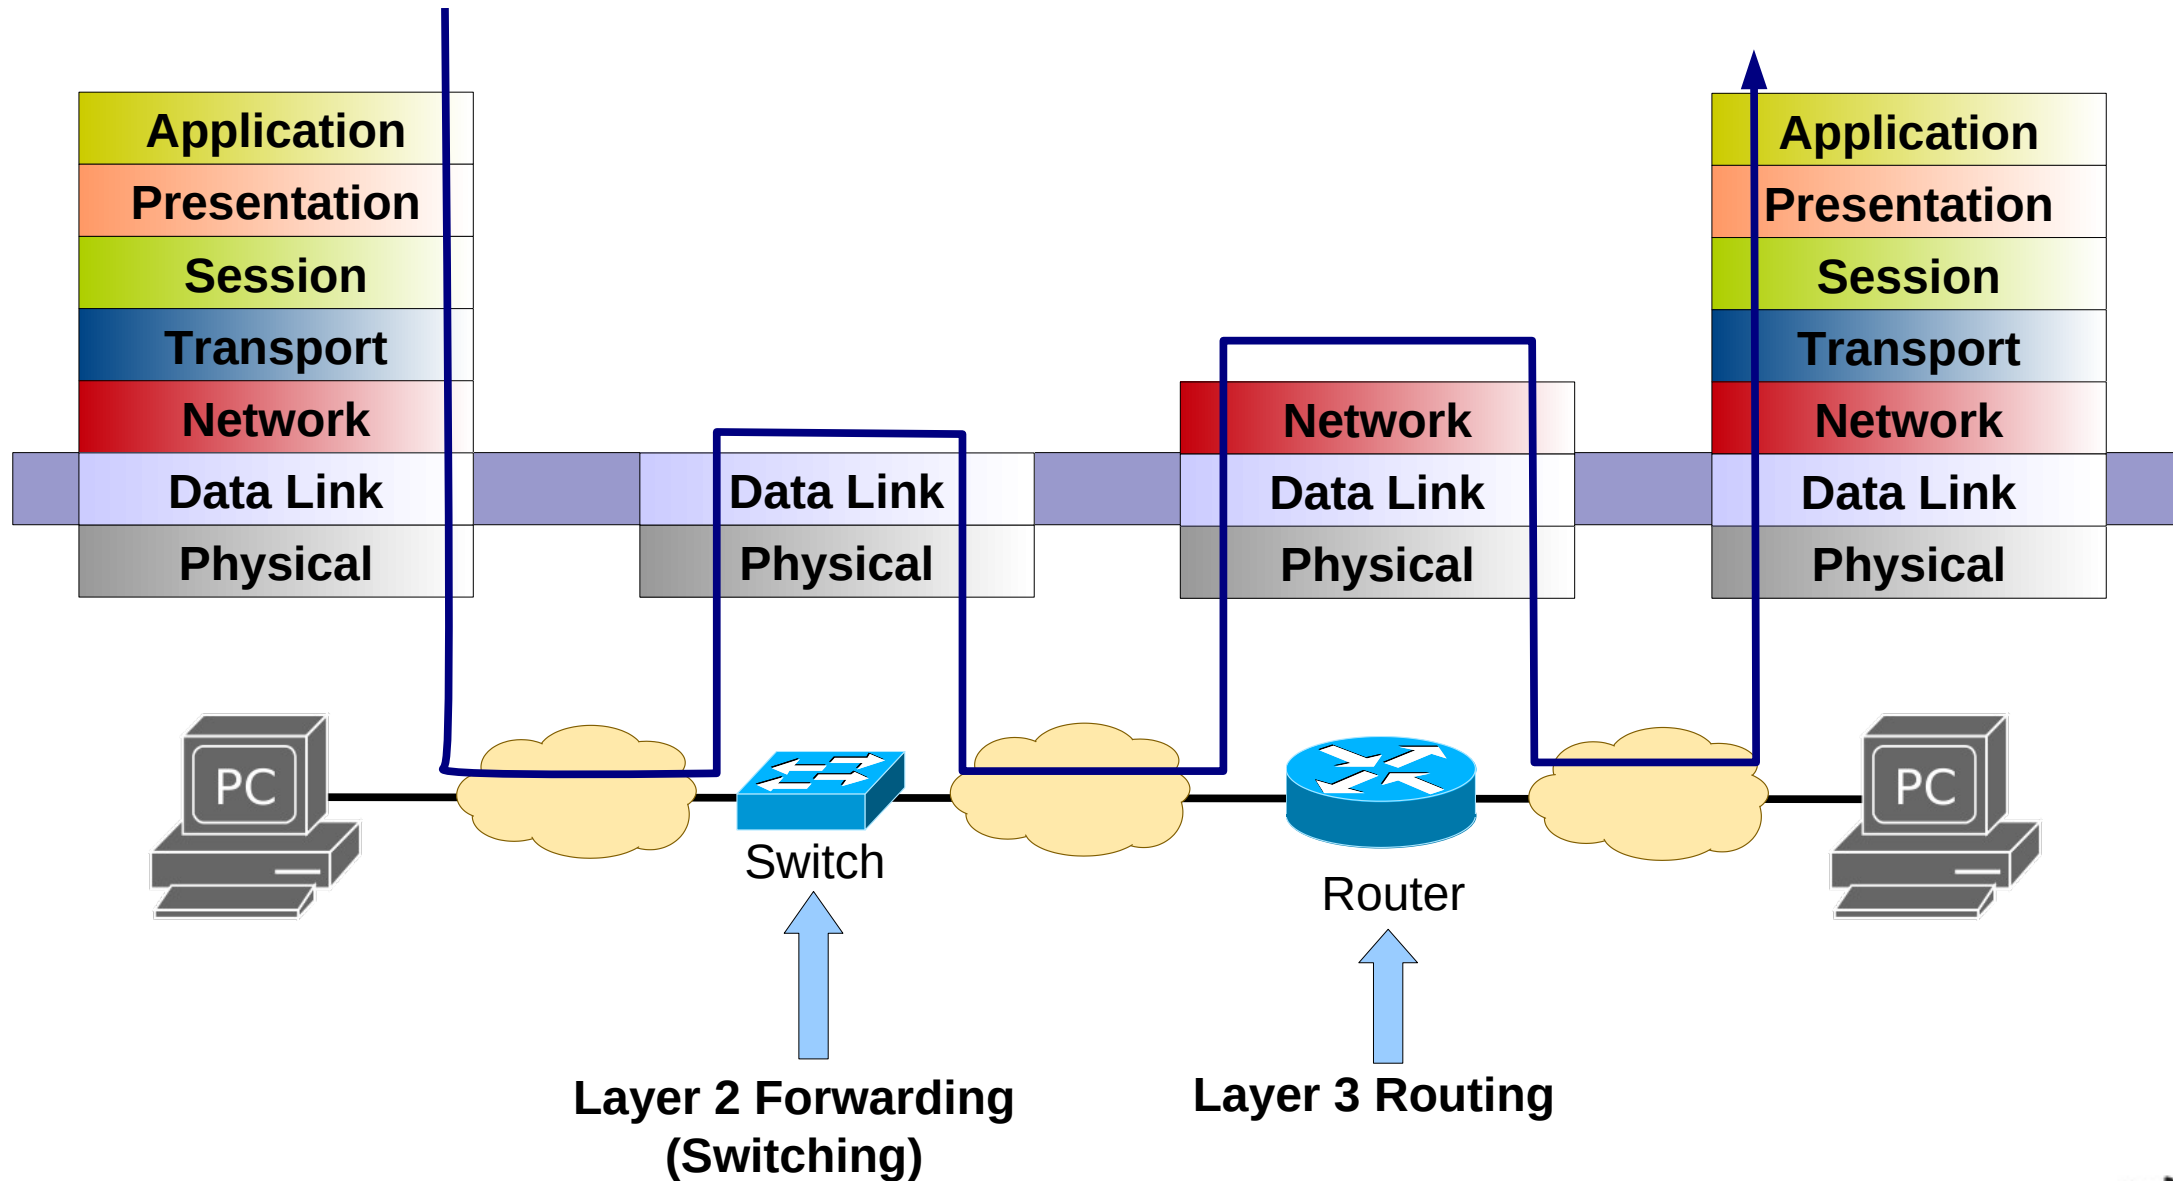 Application
Presentation
Session
Transport
Network
Data Link
Physical
Data Link
Physical
Network
Data Link
Physical
Application
Presentation
Session
Transport
Network
Data Link
Physical
PC
Switch
Router
PC
Layer 2 Forwarding
(Switching)
Layer 3 Routing